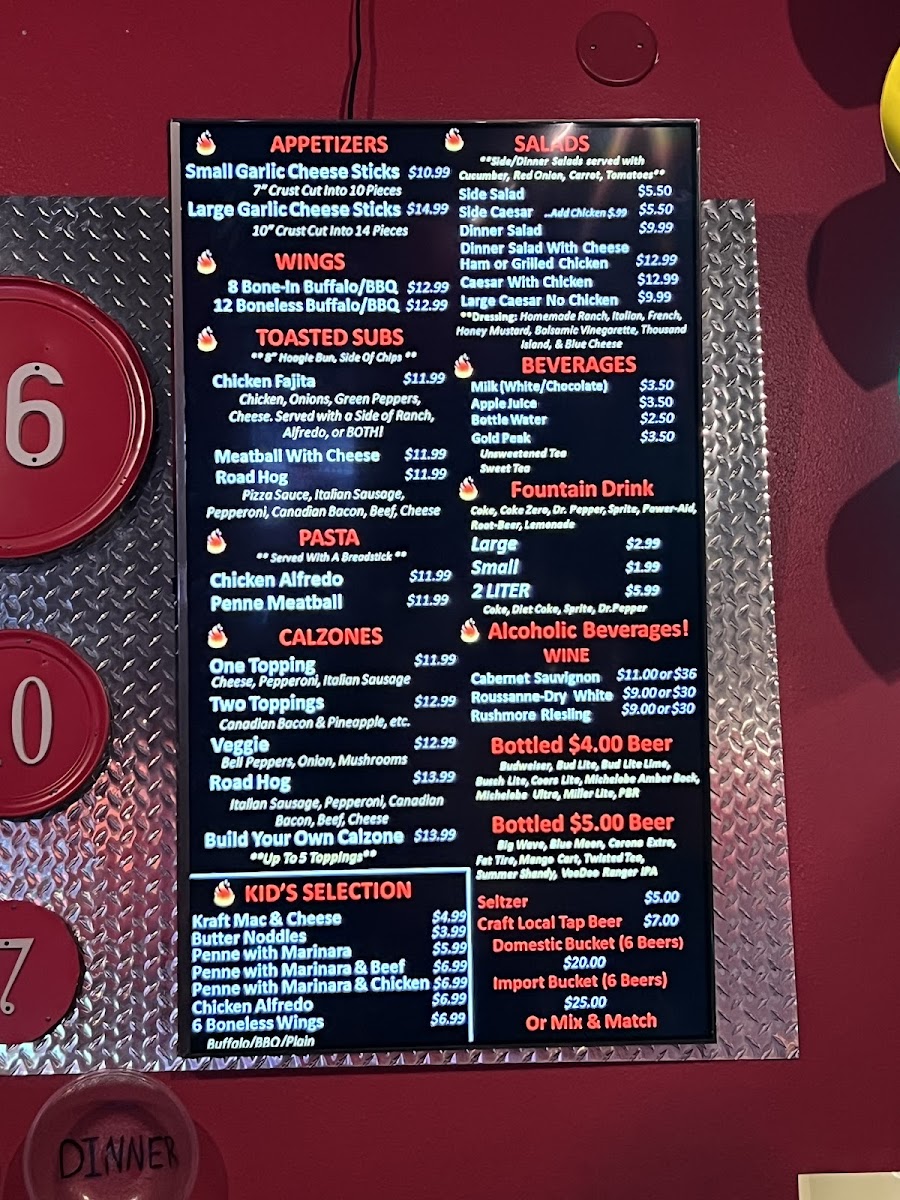 APPETIZERS
Small Garlic Cheese Sticks $10.99
7" Crust Cut Into 10 Pieces
Large Garlic Cheese Sticks $14.99
10" Crust Cut Into 14 Pieces
WINGS
8 Bone-In Buffalo/BBQ $12.99
12 Boneless Buffalo/BBQ $12.99
TOASTED SUBS
** 8" Hoagie Bun, Side Of Chips **
Chicken Fajita $11.99
Chicken, Onions, Green Peppers,
Cheese. Served with a Side of Ranch,
Alfredo, or BOTH!
Meatball With Cheese $11.99
Road Hog $11.99
Pizza Sauce, Italian Sausage,
Pepperoni, Canadian Bacon, Beef, Cheese
PASTA
** Served With A Breadstick **
Chicken Alfredo $11.99
Penne Meatball $11.99
CALZONES
One Topping $11.99
Cheese, Pepperoni, Italian Sausage
Two Toppings $12.99
Canadian Bacon & Pineapple, etc.
Veggie $12.99
Bell Peppers, Onion, Mushrooms
Road Hog $13.99
Italian Sausage, Pepperoni, Canadian
Bacon, Beef, Cheese
Build Your Own Calzone $13.99
**Up To 5 Toppings**
KID'S SELECTION
Kraft Mac & Cheese $4.99
Butter Noddles $3.99
Penne with Marinara $5.99
Penne with Marinara & Beef $6.99
Penne with Marinara & Chicken $6.99
Chicken Alfredo $6.99
6 Boneless Wings $6.99
Buffalo/BBQ/Plain
SALADS
**Side/Dinner Salads served with
Cucumber, Red Onion, Carrot, Tomatoes**
Side Salad $5.50
Side Caesar ..Add Chicken $.99 $5.50
Dinner Salad $9.99
Dinner Salad With Cheese
Ham or Grilled Chicken $12.99
Caesar With Chicken $12.99
Large Caesar No Chicken $9.99
**Dressing: Homemade Ranch, Italian, French,
Honey Mustard, Balsamic Vinegarette, Thousand
Island, & Blue Cheese
BEVERAGES
Milk (White/Chocolate) $3.50
Apple Juice $3.50
Bottle Water $2.50
Gold Peak $3.50
Unsweetened Tea
Sweet Tea
Fountain Drink
Coke, Coke Zero, Dr. Pepper, Sprite, Power-Aid,
Root-Beer, Lemonade
Large $2.99
Small $1.99
2 LITER $5.99
Coke, Diet Coke, Sprite, Dr.Pepper
Alcoholic Beverages!
WINE
Cabernet Sauvignon $11.00 or $36
Roussanne-Dry White $9.00 or $30
Rushmore Riesling $9.00 or $30
Bottled $4.00 Beer
Budweiser, Bud Lite, Bud Lite Lime,
Bush Lite, Coors Lite, Michelobe Amber Bock,
Michelobe Ultra, Miller Lite, PBR
Bottled $5.00 Beer
Big Wave, Blue Moon, Corona Extra,
Fat Tire, Mango Cart, Twisted Tea,
Summer Shandy, VooDoo Ranger IPA
Seltzer $5.00
Craft Local Tap Beer $7.00
Domestic Bucket (6 Beers)
$20.00
Import Bucket (6 Beers)
$25.00
Or Mix & Match
6
10
7
DINNER